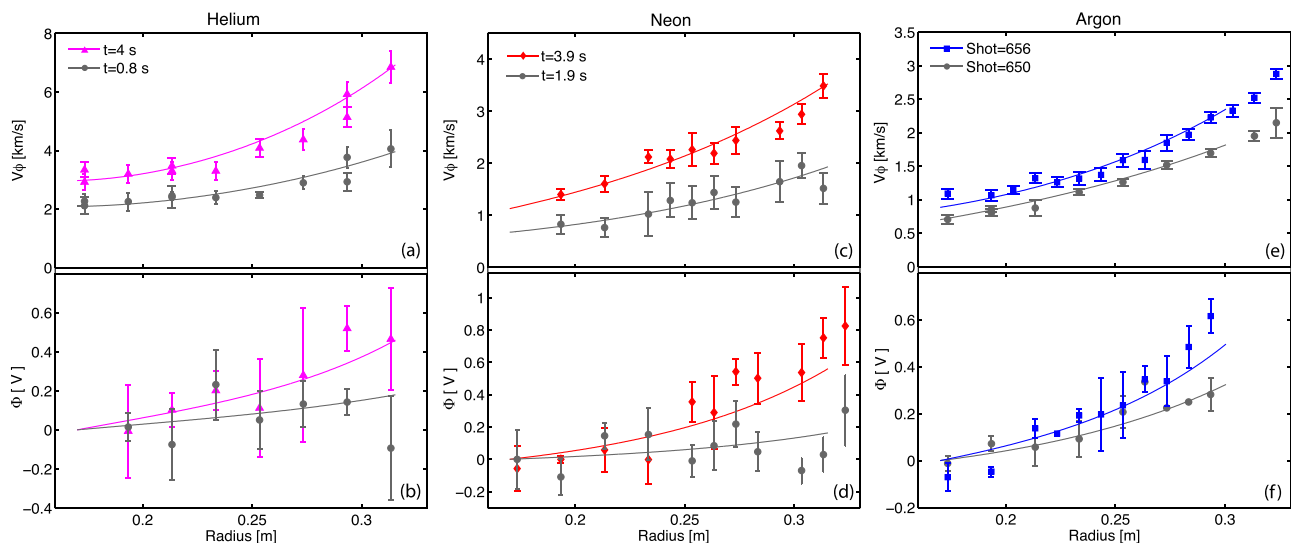 Helium
Neon
Argon
8
6
4
2
0
Vφ [km/s]
t=4 s
t=0.8 s
(a)
4
3
2
1
0
Vφ [km/s]
t=3.9 s
t=1.9 s
(c)
3.5
3
2.5
2
1.5
1
0.5
0
Vφ [km/s]
Shot=656
Shot=650
(e)
0.6
0.4
0.2
0
−0.2
−0.4
Φ [ V ]
(b)
0.2
0.25
0.3
Radius [m]
1
0.8
0.6
0.4
0.2
0
−0.2
Φ [ V ]
(d)
0.2
0.25
0.3
Radius [m]
0.6
0.4
0.2
0
−0.2
Φ [ V ]
(f)
0.2
0.25
0.3
Radius [m]